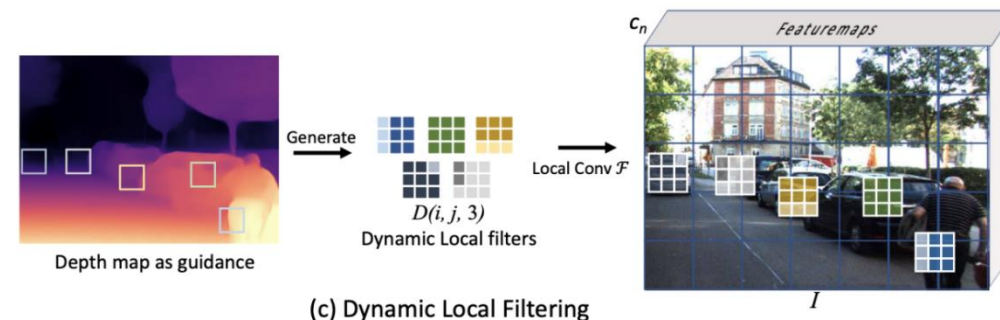 c_n
Featuremaps
Generate
Local Conv ℱ
D(i, j, 3)
Dynamic Local filters
Depth map as guidance
I
(c) Dynamic Local Filtering